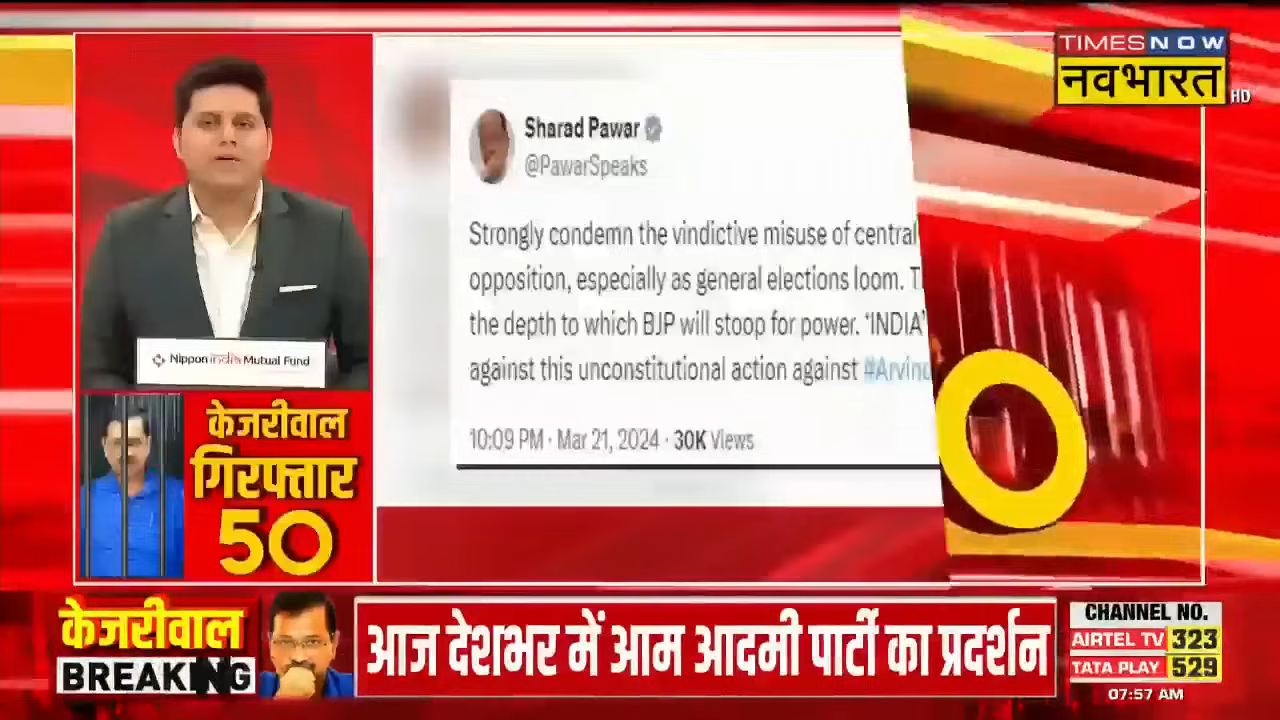 TIMES NOW
नवभारत
HD
Sharad Pawar
@PawarSpeaks
Strongly condemn the vindictive misuse of central
opposition, especially as general elections loom. T
the depth to which BJP will stoop for power. 'INDIA'
against this unconstitutional action against #Arvind
10:09 PM · Mar 21, 2024 · 30K Views
Nippon india Mutual Fund
केजरीवाल
गिरफ्तार
50
केजरीवाल
BREAKING
आज देशभर में आम आदमी पार्टी का प्रदर्शन
CHANNEL NO.
AIRTEL TV 323
TATA PLAY 529
07:57 AM